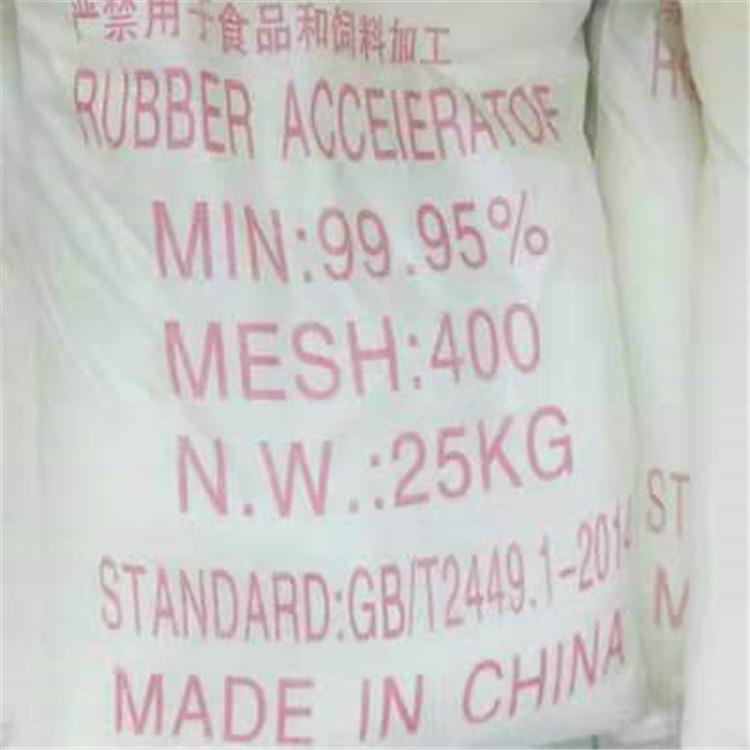 严禁用于食品和饲料加工
RUBBER ACCEIERATOF
MIN:99.95%
MESH:400
N.W.:25KG
STANDARD:GB/T2449.1-2014
MADE IN CHINA
ST
M